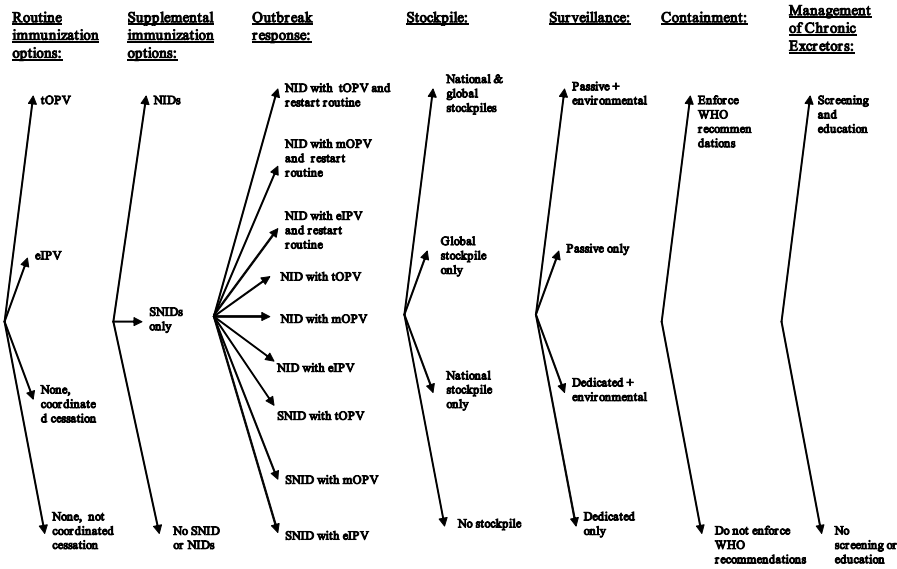 Routine
immunization
options:
tOPV
eIPV
None,
coordinate
d cessation
None, not
coordinated
cessation
Supplemental
immunization
options:
NIDs
SNIDs
only
No SNID
or NIDs
Outbreak
response:
NID with tOPV and
restart routine
NID with mOPV
and restart
routine
NID with eIPV
and restart
routine
NID with tOPV
NID with mOPV
NID with eIPV
SNID with tOPV
SNID with mOPV
SNID with eIPV
Stockpile:
National &
global
stockpiles
Global
stockpile
only
National
stockpile
only
No stockpile
Surveillance:
Passive +
environmental
Passive only
Dedicated +
environmental
Dedicated
only
Containment:
Enforce
WHO
recommen
dations
Do not enforce
WHO
recommendations
Management
of Chronic
Excretors:
Screening
and
education
No
screening or
education